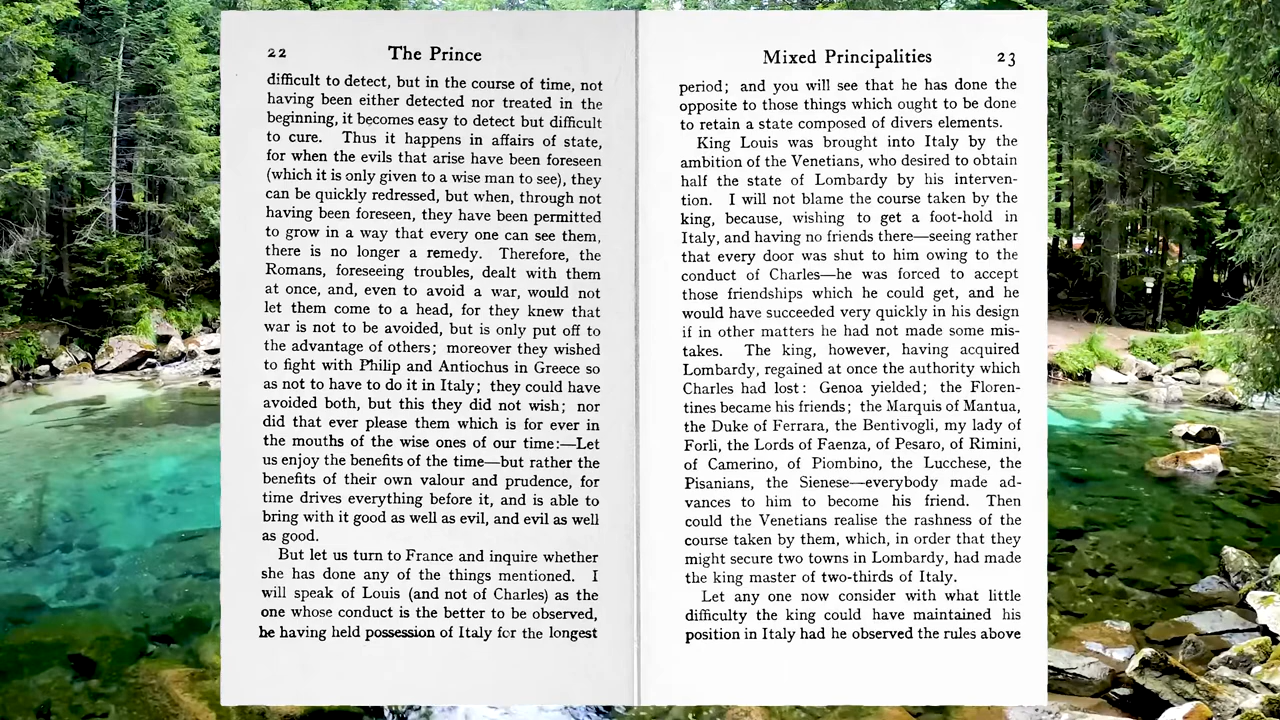 22
The Prince
difficult to detect, but in the course of time, not
having been either detected nor treated in the
beginning, it becomes easy to detect but difficult
to cure. Thus it happens in affairs of state,
for when the evils that arise have been foreseen
(which it is only given to a wise man to see), they
can be quickly redressed, but when, through not
having been foreseen, they have been permitted
to grow in a way that every one can see them,
there is no longer a remedy. Therefore, the
Romans, foreseeing troubles, dealt with them
at once, and, even to avoid a war, would not
let them come to a head, for they knew that
war is not to be avoided, but is only put off to
the advantage of others; moreover they wished
to fight with Philip and Antiochus in Greece so
as not to have to do it in Italy; they could have
avoided both, but this they did not wish; nor
did that ever please them which is for ever in
the mouths of the wise ones of our time:—Let
us enjoy the benefits of the time—but rather the
benefits of their own valour and prudence, for
time drives everything before it, and is able to
bring with it good as well as evil, and evil as well
as good.
But let us turn to France and inquire whether
she has done any of the things mentioned. I
will speak of Louis (and not of Charles) as the
one whose conduct is the better to be observed,
he having held possession of Italy for the longest
Mixed Principalities
23
period; and you will see that he has done the
opposite to those things which ought to be done
to retain a state composed of divers elements.
King Louis was brought into Italy by the
ambition of the Venetians, who desired to obtain
half the state of Lombardy by his interven-
tion. I will not blame the course taken by the
king, because, wishing to get a foot-hold in
Italy, and having no friends there—seeing rather
that every door was shut to him owing to the
conduct of Charles—he was forced to accept
those friendships which he could get, and he
would have succeeded very quickly in his design
if in other matters he had not made some mis-
takes. The king, however, having acquired
Lombardy, regained at once the authority which
Charles had lost: Genoa yielded; the Floren-
tines became his friends; the Marquis of Mantua,
the Duke of Ferrara, the Bentivogli, my lady of
Forli, the Lords of Faenza, of Pesaro, of Rimini,
of Camerino, of Piombino, the Lucchese, the
Pisanians, the Sienese—everybody made ad-
vances to him to become his friend. Then
could the Venetians realise the rashness of the
course taken by them, which, in order that they
might secure two towns in Lombardy, had made
the king master of two-thirds of Italy.
Let any one now consider with what little
difficulty the king could have maintained his
position in Italy had he observed the rules above